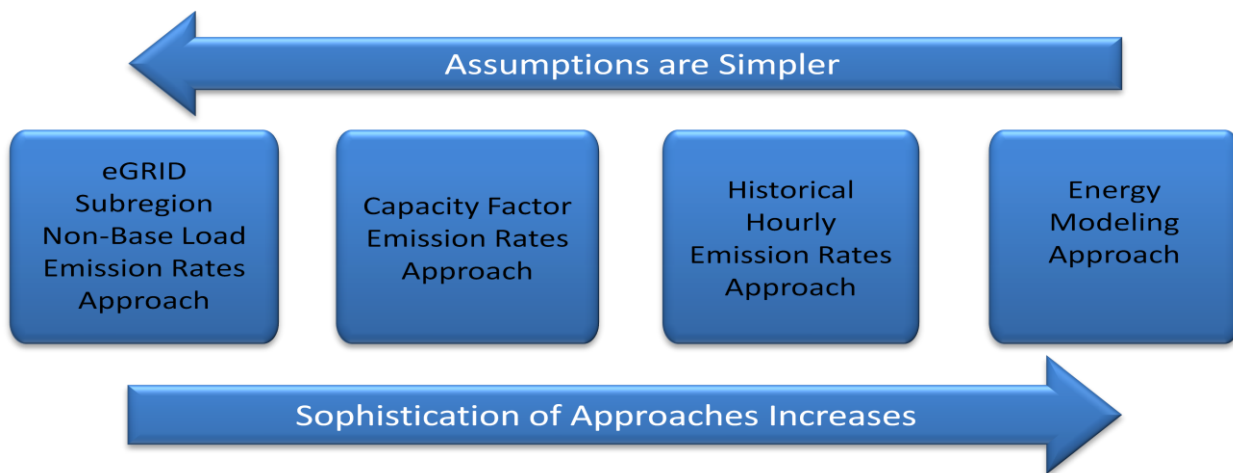 Assumptions are Simpler
eGRID
Subregion
Non-Base Load
Emission Rates
Approach
Capacity Factor
Emission Rates
Approach
Historical
Hourly
Emission Rates
Approach
Energy
Modeling
Approach
Sophistication of Approaches Increases